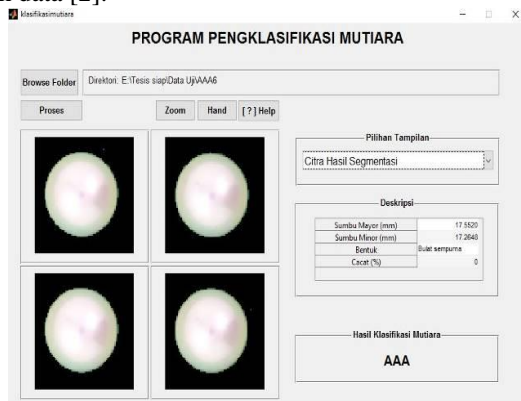 k data [2].
klasifikasimutiara
PROGRAM PENGKLASIFIKASI MUTIARA
Browse Folder
Direktori: E:\Tesis siap\Data Uji\AAA6
Proses
Zoom
Hand
[ ? ] Help
Pilihan Tampilan
Citra Hasil Segmentasi
Deskripsi
Sumbu Mayor (mm) 17.5520
Sumbu Minor (mm) 17.2648
Bentuk Bulat sempurna
Cacat (%) 0
Hasil Klasifikasi Mutiara
AAA